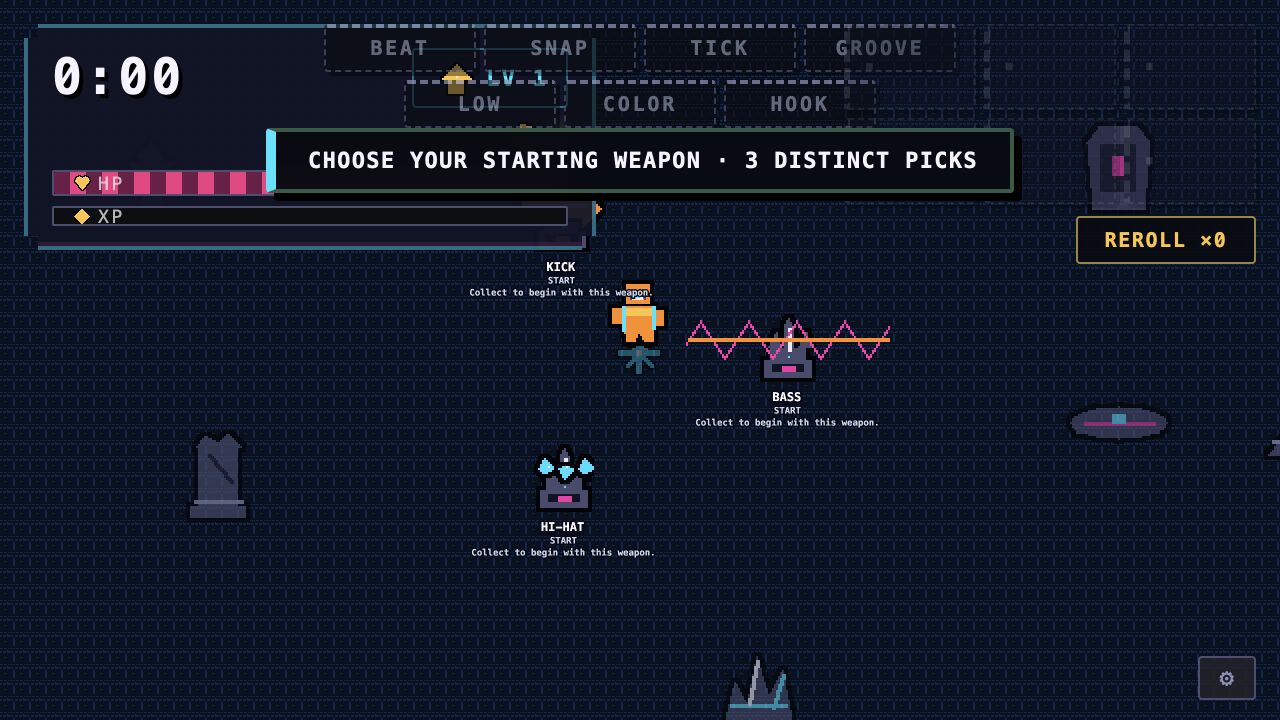 0:00
BEAT
SNAP
TICK
GROOVE
LV 1
LOW
COLOR
HOOK
CHOOSE YOUR STARTING WEAPON · 3 DISTINCT PICKS
HP
XP
REROLL ×0
KICK
START
Collect to begin with this weapon.
BASS
START
Collect to begin with this weapon.
HI-HAT
START
Collect to begin with this weapon.